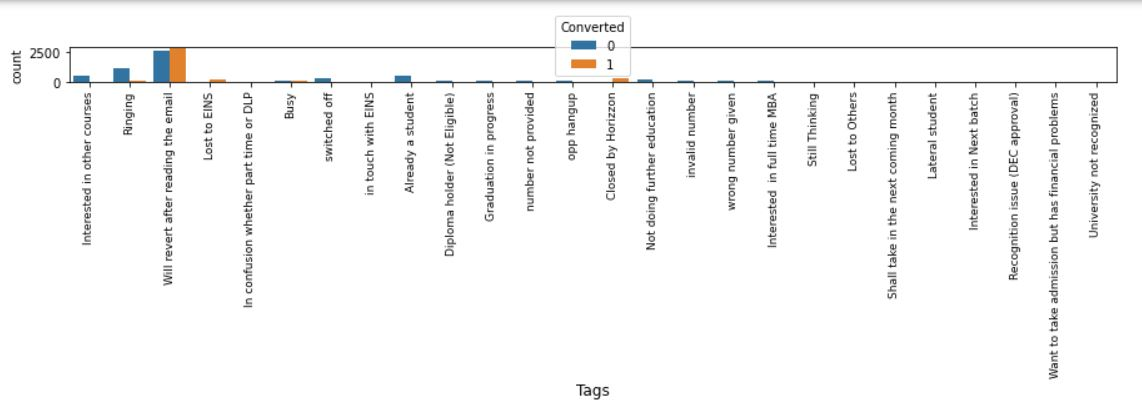 Converted
0
1
count
2500
0
Interested in other courses
Ringing
Will revert after reading the email
Lost to EINS
In confusion whether part time or DLP
Busy
switched off
in touch with EINS
Already a student
Diploma holder (Not Eligible)
Graduation in progress
number not provided
opp hangup
Closed by Horizzon
Not doing further education
invalid number
wrong number given
Interested  in full time MBA
Still Thinking
Lost to Others
Shall take in the next coming month
Lateral student
Interested in Next batch
Recognition issue (DEC approval)
Want to take admission but has financial problems
University not recognized
Tags